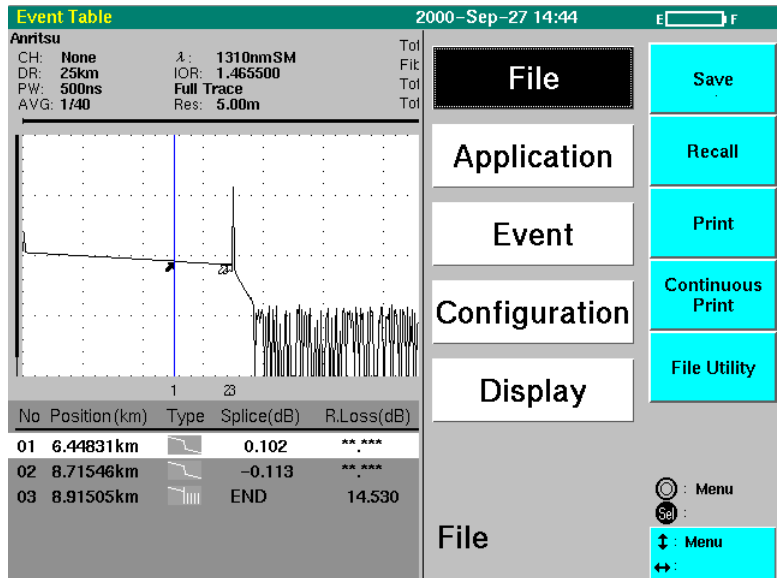 Event Table 2000-Sep-27 14:44 E F
Anritsu
CH: None λ: 1310nmSM
DR: 25km IOR: 1.465500
PW: 500ns Full Trace
AVG: 1/40 Res: 5.00m
Tot
Fib
Tot
Tot
1 23
No Position(km) Type Splice(dB) R.Loss(dB)
01 6.44831km 0.102 **.***
02 8.71546km -0.113 **.***
03 8.91505km END 14.530
File
Application
Event
Configuration
Display
File
Save
Recall
Print
Continuous
Print
File Utility
: Menu
Sel :
↕: Menu
↔: